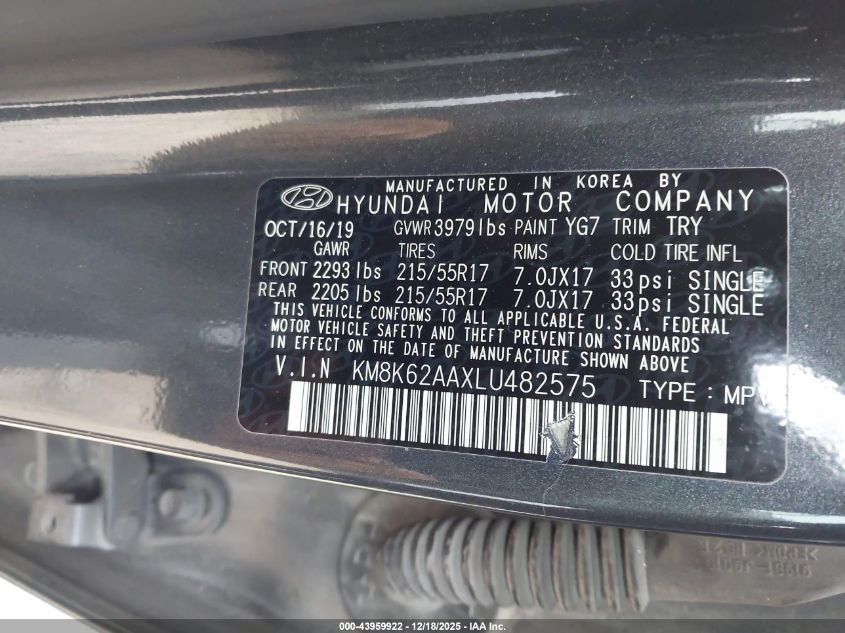 MANUFACTURED IN KOREA BY
HYUNDAI MOTOR COMPANY
OCT/16/19 GVWR 3979 lbs PAINT YG7 TRIM TRY
GAWR TIRES RIMS COLD TIRE INFL
FRONT 2293 lbs 215/55R17 7.0JX17 33psi SINGLE
REAR 2205 lbs 215/55R17 7.0JX17 33psi SINGLE
THIS VEHICLE CONFORMS TO ALL APPLICABLE U.S.A. FEDERAL
MOTOR VEHICLE SAFETY AND THEFT PREVENTION STANDARDS
IN EFFECT ON THE DATE OF MANUFACTURE SHOWN ABOVE
V.I.N KM8K62AAXLU482575 TYPE : MPV
000-43959922 - 12/18/2025 - COPYRIGHT IAA, LLC.